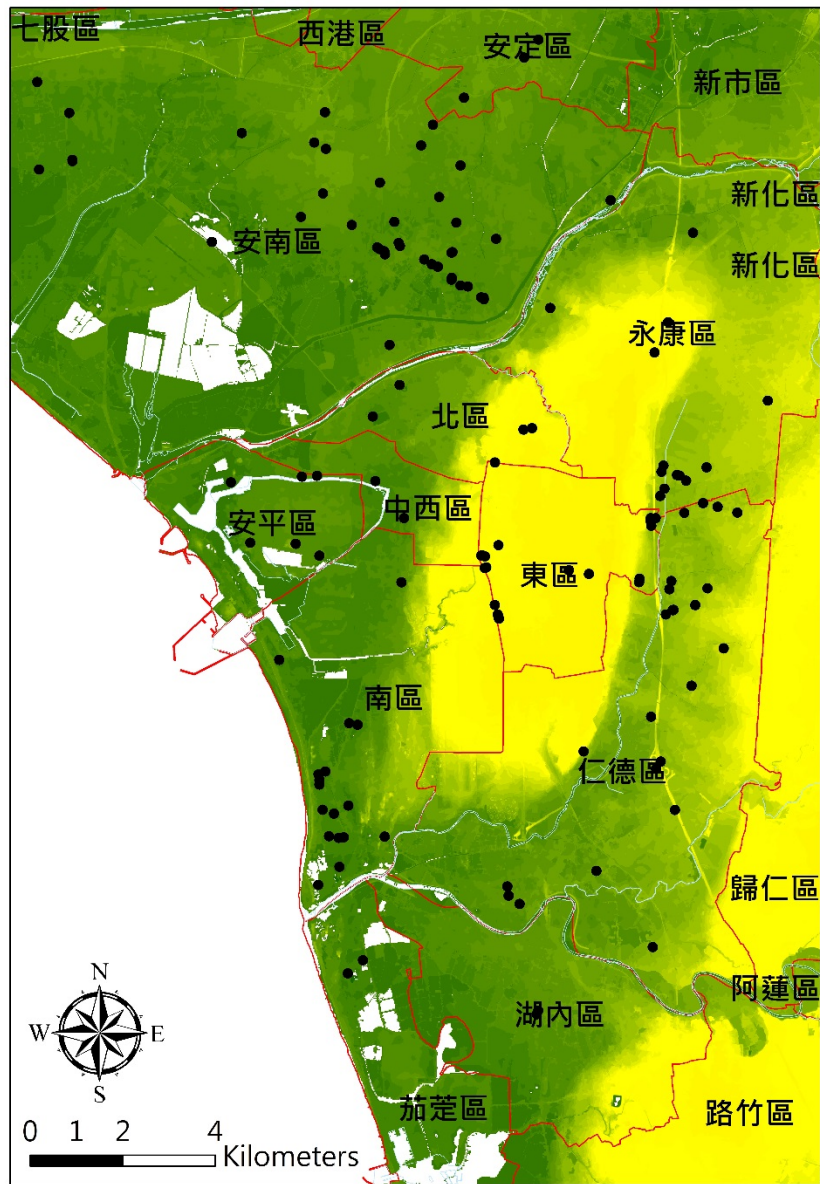 七股區
西港區
安定區
新市區
新化區
安南區
新化區
永康區
北區
中西區
安平區
東區
南區
仁德區
歸仁區
阿蓮區
湖內區
茄萣區
路竹區
N
W E
S
0 1 2 4
Kilometers